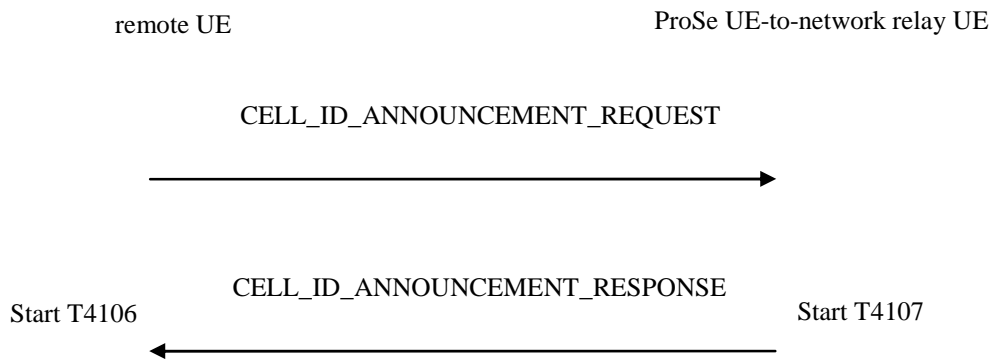 remote UE
ProSe UE-to-network relay UE
CELL_ID_ANNOUNCEMENT_REQUEST
CELL_ID_ANNOUNCEMENT_RESPONSE
Start T4106
Start T4107